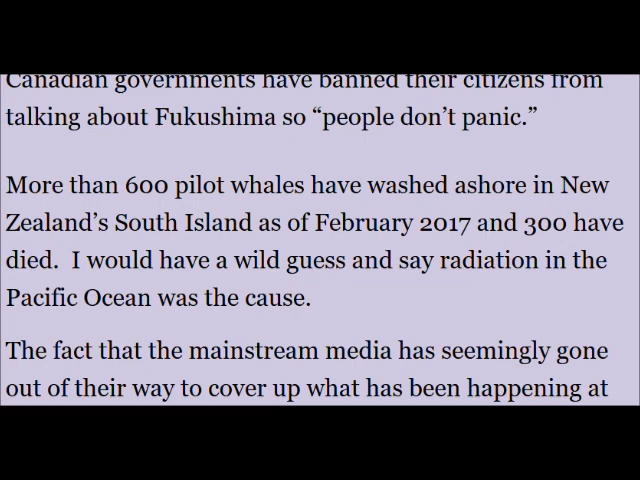 Canadian governments have banned their citizens from
talking about Fukushima so “people don’t panic.”
More than 600 pilot whales have washed ashore in New
Zealand’s South Island as of February 2017 and 300 have
died.  I would have a wild guess and say radiation in the
Pacific Ocean was the cause.
The fact that the mainstream media has seemingly gone
out of their way to cover up what has been happening at